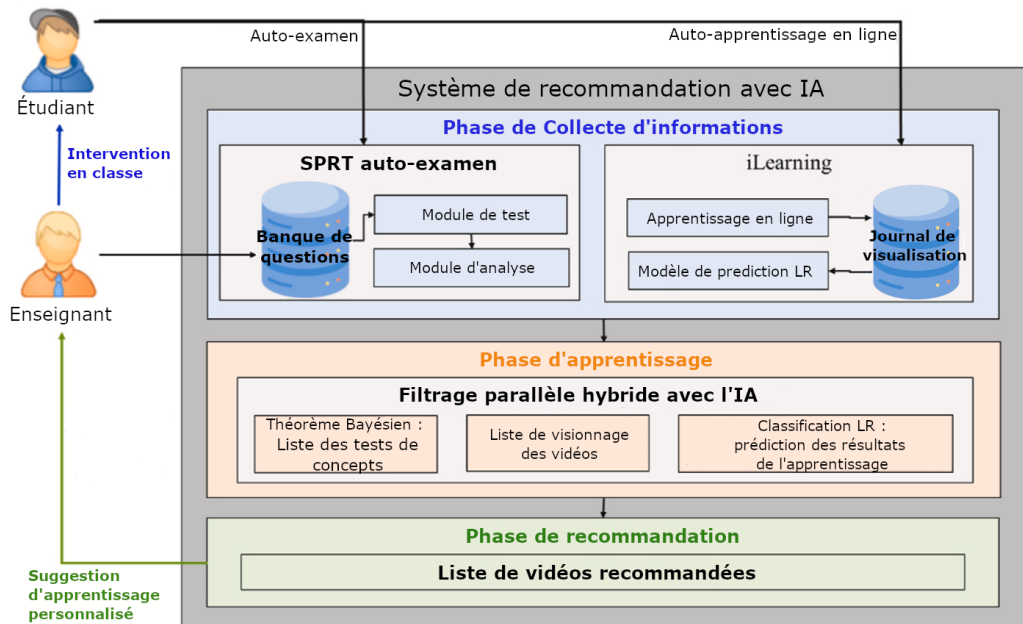 Auto-examen
Auto-apprentissage en ligne
Étudiant
Système de recommandation avec IA
Phase de Collecte d'informations
Intervention
en classe
SPRT auto-examen
iLearning
Module de test
Banque de
questions
Module d'analyse
Apprentissage en ligne
Journal de
visualisation
Modèle de prediction LR
Enseignant
Phase d'apprentissage
Filtrage parallèle hybride avec l'IA
Théorème Bayésien :
Liste des tests de
concepts
Liste de visionnage
des vidéos
Classification LR :
prédiction des résultats
de l'apprentissage
Phase de recommandation
Liste de vidéos recommandées
Suggestion
d'apprentissage
personnalisé